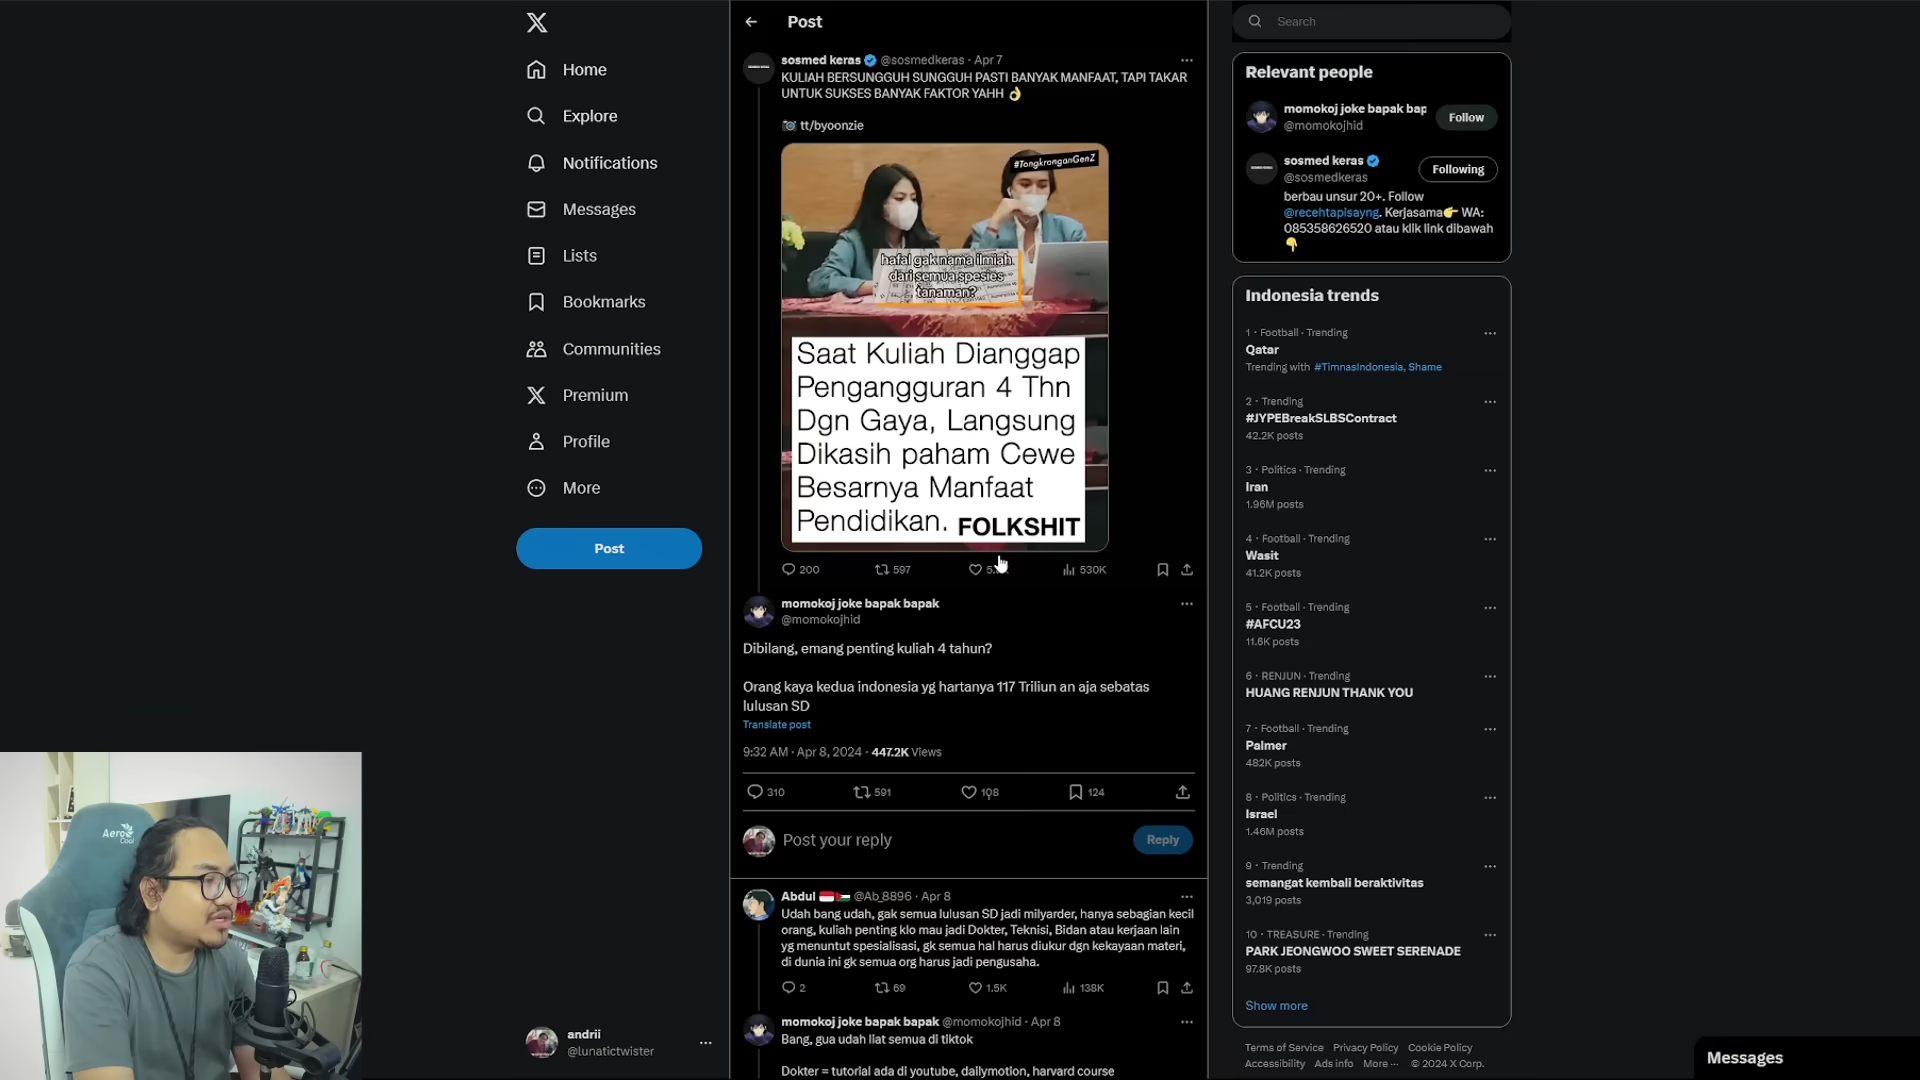 Home
Explore
Notifications
Messages
Lists
Bookmarks
Communities
Premium
Profile
More
Post
andrii
@lunatictwister
Post
sosmed keras @sosmedkeras · Apr 7
KULIAH BERSUNGGUH SUNGGUH PASTI BANYAK MANFAAT, TAPI TAKAR
UNTUK SUKSES BANYAK FAKTOR YAHH 👌
📷 tt/byoonzie
#TongkronganGenZ
hafal gak nama ilmiah
dari semua spesies
tanaman?
Saat Kuliah Dianggap
Pengangguran 4 Thn
Dgn Gaya, Langsung
Dikasih paham Cewe
Besarnya Manfaat
Pendidikan. FOLKSHIT
200 597 530K
momokoj joke bapak bapak
@momokojhid
Dibilang, emang penting kuliah 4 tahun?
Orang kaya kedua indonesia yg hartanya 117 Triliun an aja sebatas
lulusan SD
Translate post
9:32 AM · Apr 8, 2024 · 447.2K Views
310 591 108 124
Post your reply
Reply
Abdul 🇮🇩🇵🇸 @Ab_8896 · Apr 8
Udah bang udah, gak semua lulusan SD jadi milyarder, hanya sebagian kecil
orang, kuliah penting klo mau jadi Dokter, Teknisi, Bidan atau kerjaan lain
yg menuntut spesialisasi, gk semua hal harus diukur dgn kekayaan materi,
di dunia ini gk semua org harus jadi pengusaha.
2 69 1.5K 138K
momokoj joke bapak bapak @momokojhid · Apr 8
Bang, gua udah liat semua di tiktok
Dokter = tutorial ada di youtube, dailymotion, harvard course
Search
Relevant people
momokoj joke bapak bap
@momokojhid
Follow
sosmed keras
@sosmedkeras
Following
berbau unsur 20+. Follow
@recehtapisayng. Kerjasama👉 WA:
085358626520 atau klik link dibawah
👇
Indonesia trends
1 · Football · Trending
Qatar
Trending with #TimnasIndonesia, Shame
2 · Trending
#JYPEBreakSLBSContract
42.2K posts
3 · Politics · Trending
Iran
1.96M posts
4 · Football · Trending
Wasit
41.2K posts
5 · Football · Trending
#AFCU23
11.6K posts
6 · RENJUN · Trending
HUANG RENJUN THANK YOU
7 · Football · Trending
Palmer
482K posts
8 · Politics · Trending
Israel
1.46M posts
9 · Trending
semangat kembali beraktivitas
3,019 posts
10 · TREASURE · Trending
PARK JEONGWOO SWEET SERENADE
97.8K posts
Show more
Terms of Service Privacy Policy Cookie Policy
Accessibility Ads info More ··· © 2024 X Corp.
Messages
Aero
Cool